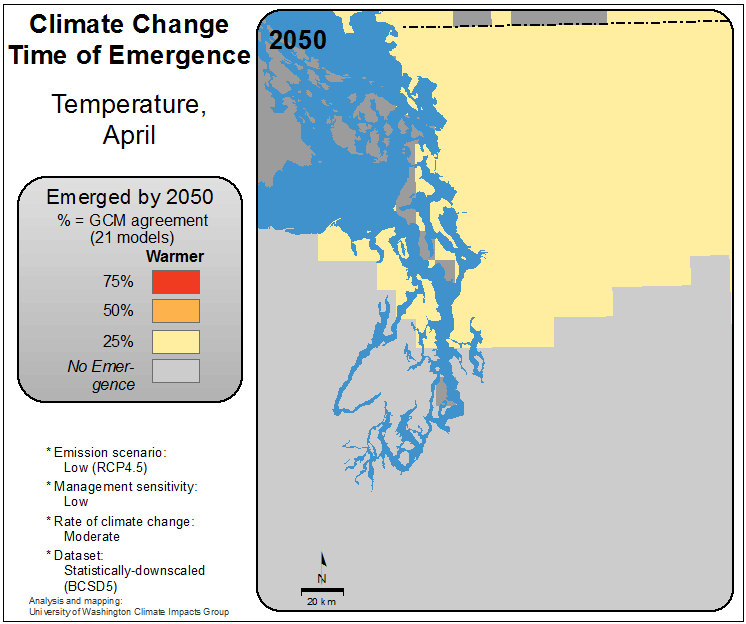 Climate Change
Time of Emergence
Temperature,
April
Emerged by 2050
% = GCM agreement
(21 models)
Warmer
75%
50%
25%
No Emer-
gence
* Emission scenario:
Low (RCP4.5)
* Management sensitivity:
Low
* Rate of climate change:
Moderate
* Dataset:
Statistically-downscaled
(BCSD5)
Analysis and mapping:
University of Washington Climate Impacts Group
2050
N
20 km